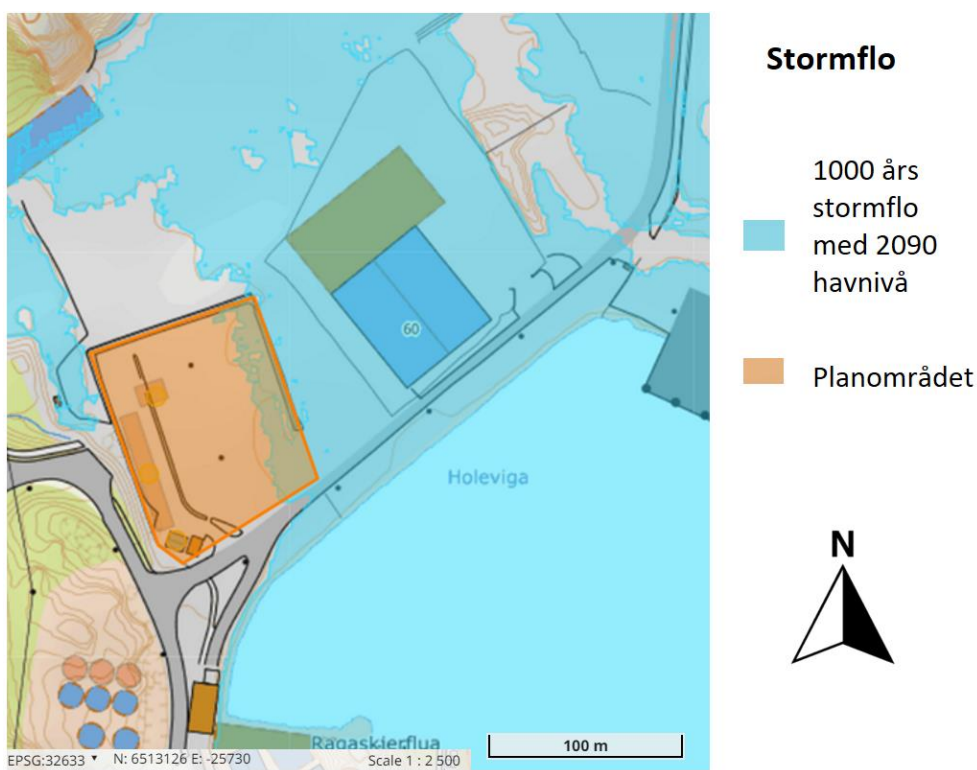 Stormflo
1000 års
stormflo
med 2090
havnivå
Planområdet
N
60
Holeviga
Ragaskjerflua
100 m
EPSG:32633 N: 6513126 E: -25730
Scale 1 : 2 500